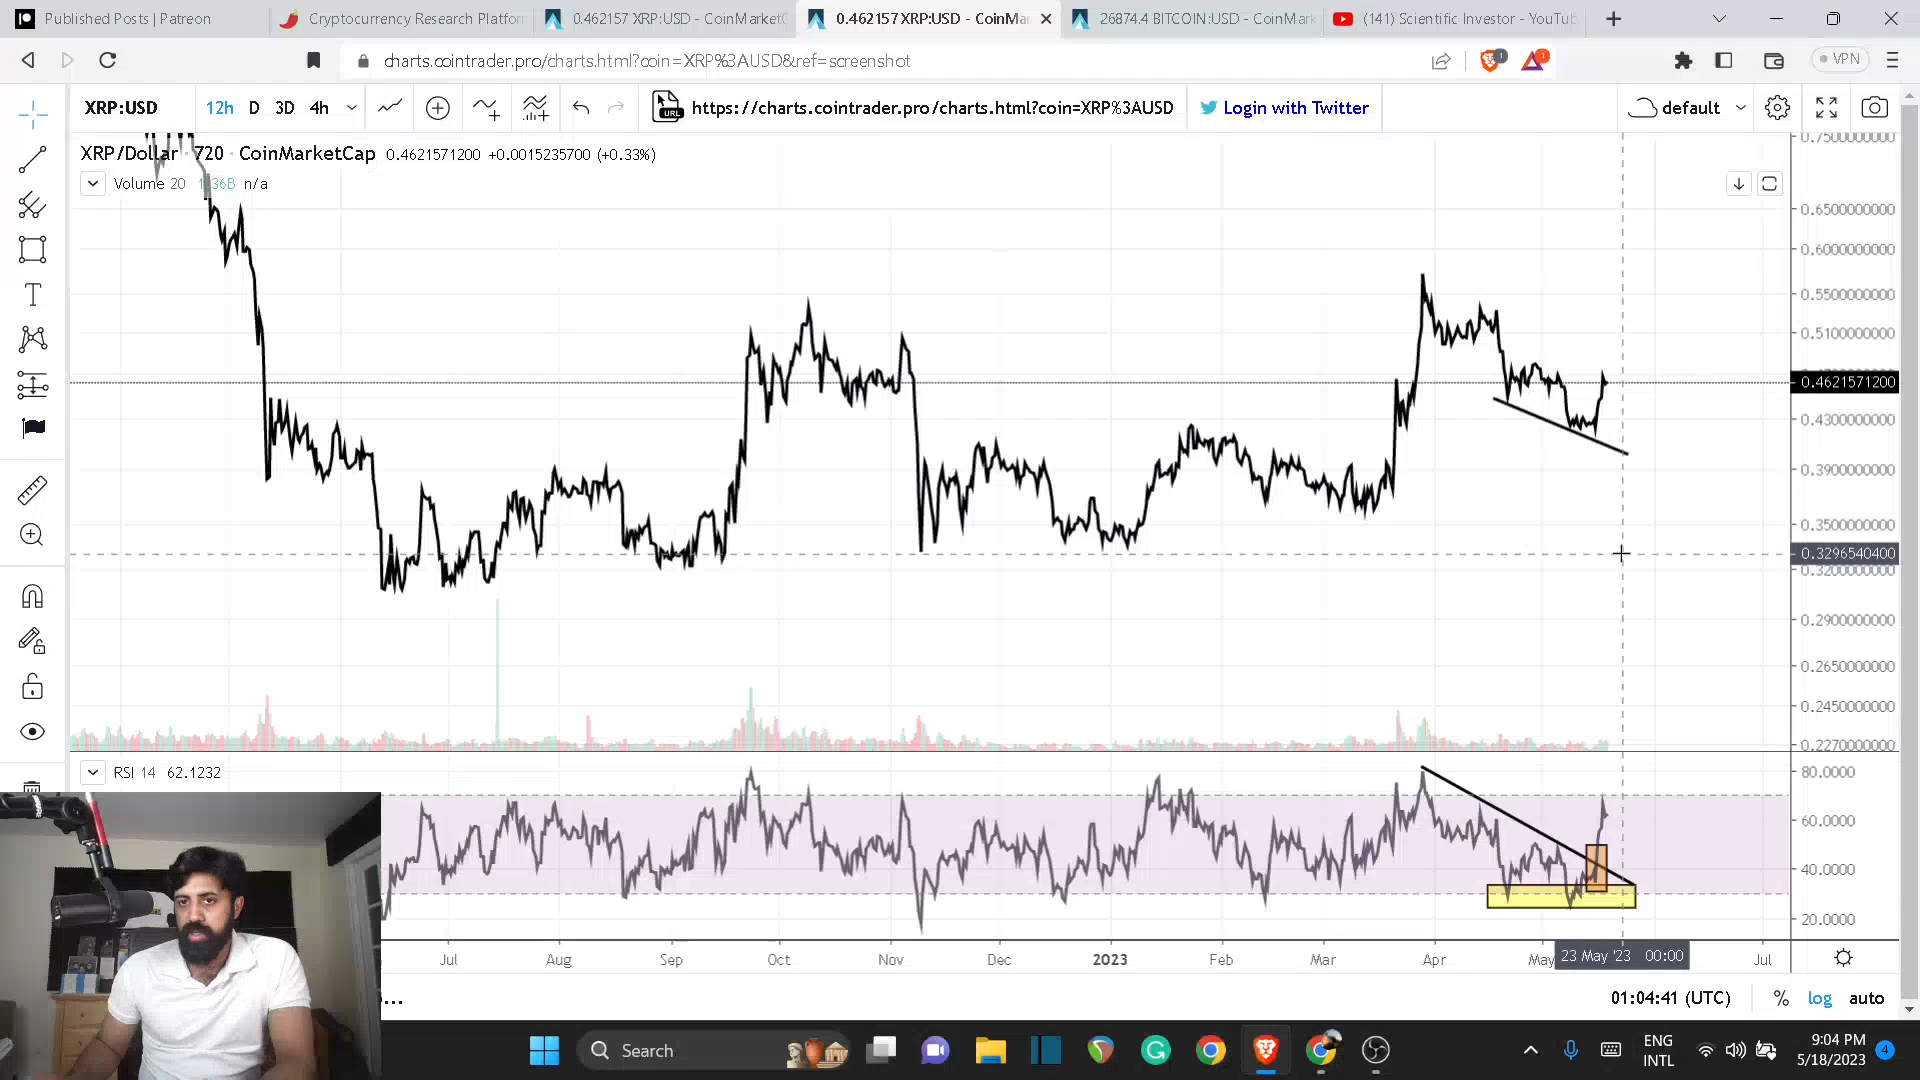 Published Posts | Patreon
Cryptocurrency Research Platfor
0.462157 XRP:USD - CoinMarketC
0.462157 XRP:USD - CoinMa
26874.4 BITCOIN:USD - CoinMark
(141) Scientific Investor - YouTub
charts.cointrader.pro/charts.html?coin=XRP%3AUSD&ref=screenshot
1
1
VPN
XRP:USD
12h
D
3D
4h
URL
https://charts.cointrader.pro/charts.html?coin=XRP%3AUSD
Login with Twitter
default
XRP/Dollar · 720 · CoinMarketCap
0.4621571200 +0.0015235700 (+0.33%)
Volume 20
n/a
0.7500000000
0.6500000000
0.6000000000
0.5500000000
0.5100000000
0.4621571200
0.4300000000
0.3900000000
0.3500000000
0.3296540400
0.3200000000
0.2900000000
0.2650000000
0.2450000000
0.2270000000
RSI 14 62.1232
80.0000
60.0000
40.0000
20.0000
Jul
Aug
Sep
Oct
Nov
Dec
2023
Feb
Mar
Apr
May
23 May '23 00:00
Jul
...
01:04:41 (UTC)
%
log
auto
Search
ENG
INTL
9:04 PM
5/18/2023
4